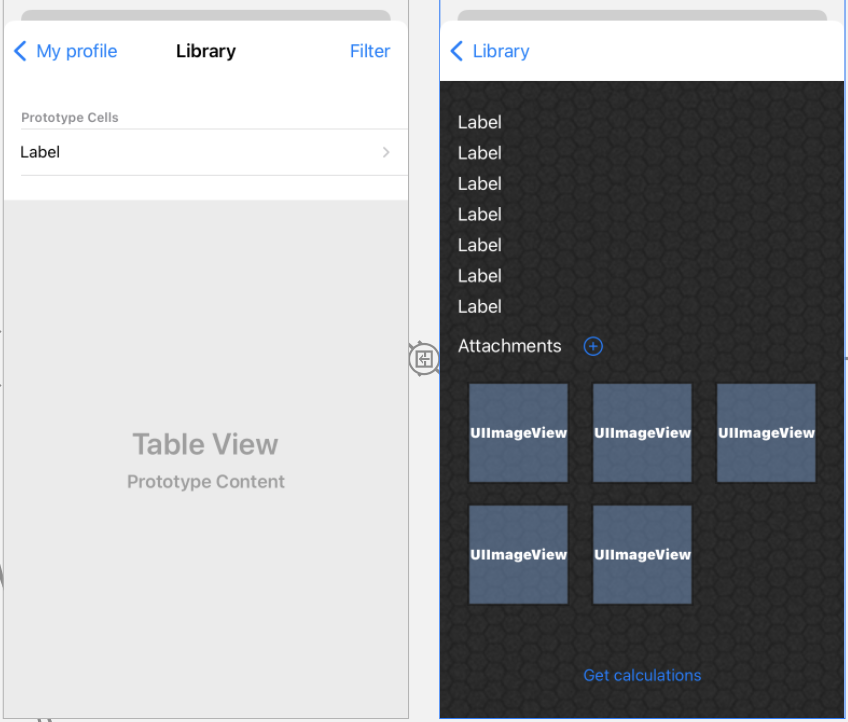 My profile Library Filter
Prototype Cells
Label
Table View
Prototype Content
Library
Label
Label
Label
Label
Label
Label
Label
Attachments
UIImageView UIImageView UIImageView
UIImageView UIImageView
Get calculations